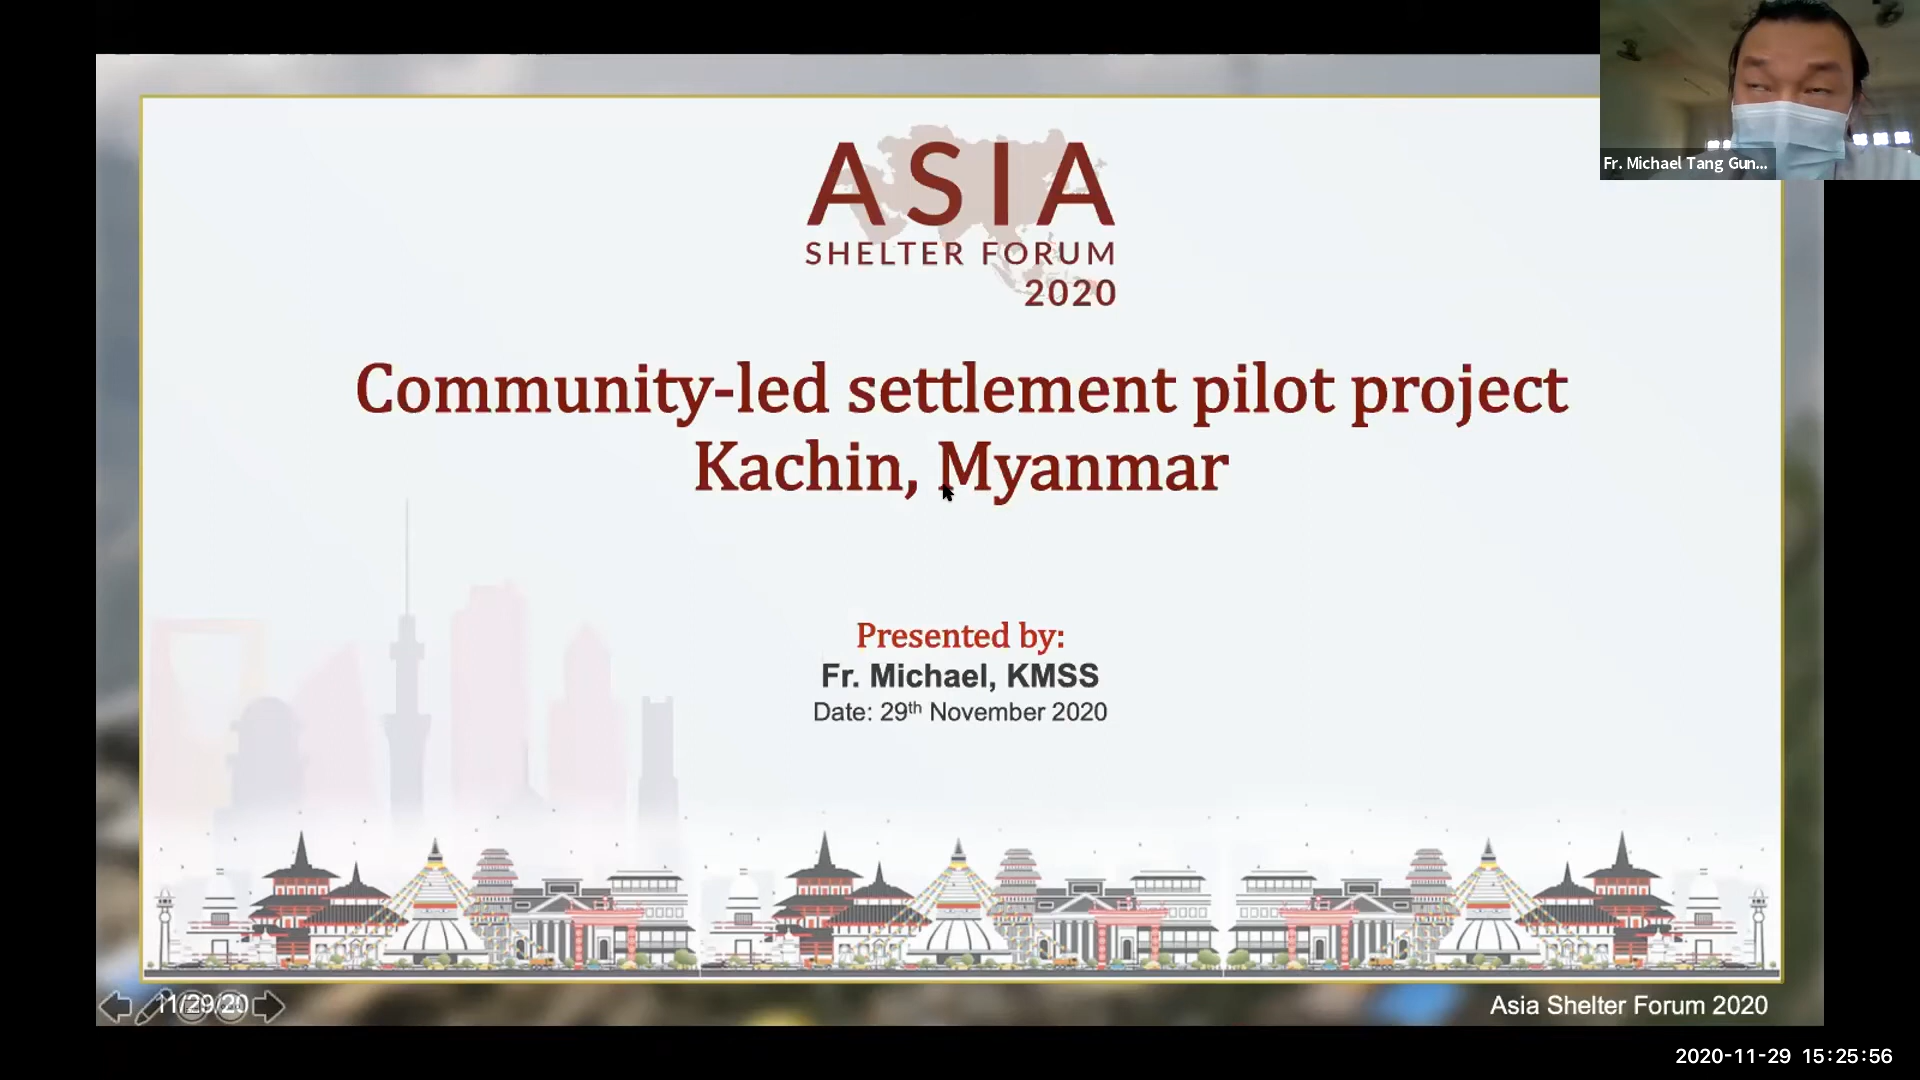 ASIA
SHELTER FORUM
2020
Fr. Michael Tang Gun...
Community-led settlement pilot project
Kachin, Myanmar
Presented by:
Fr. Michael, KMSS
Date: 29th November 2020
11/29/20
Asia Shelter Forum 2020
2020-11-29 15:25:56